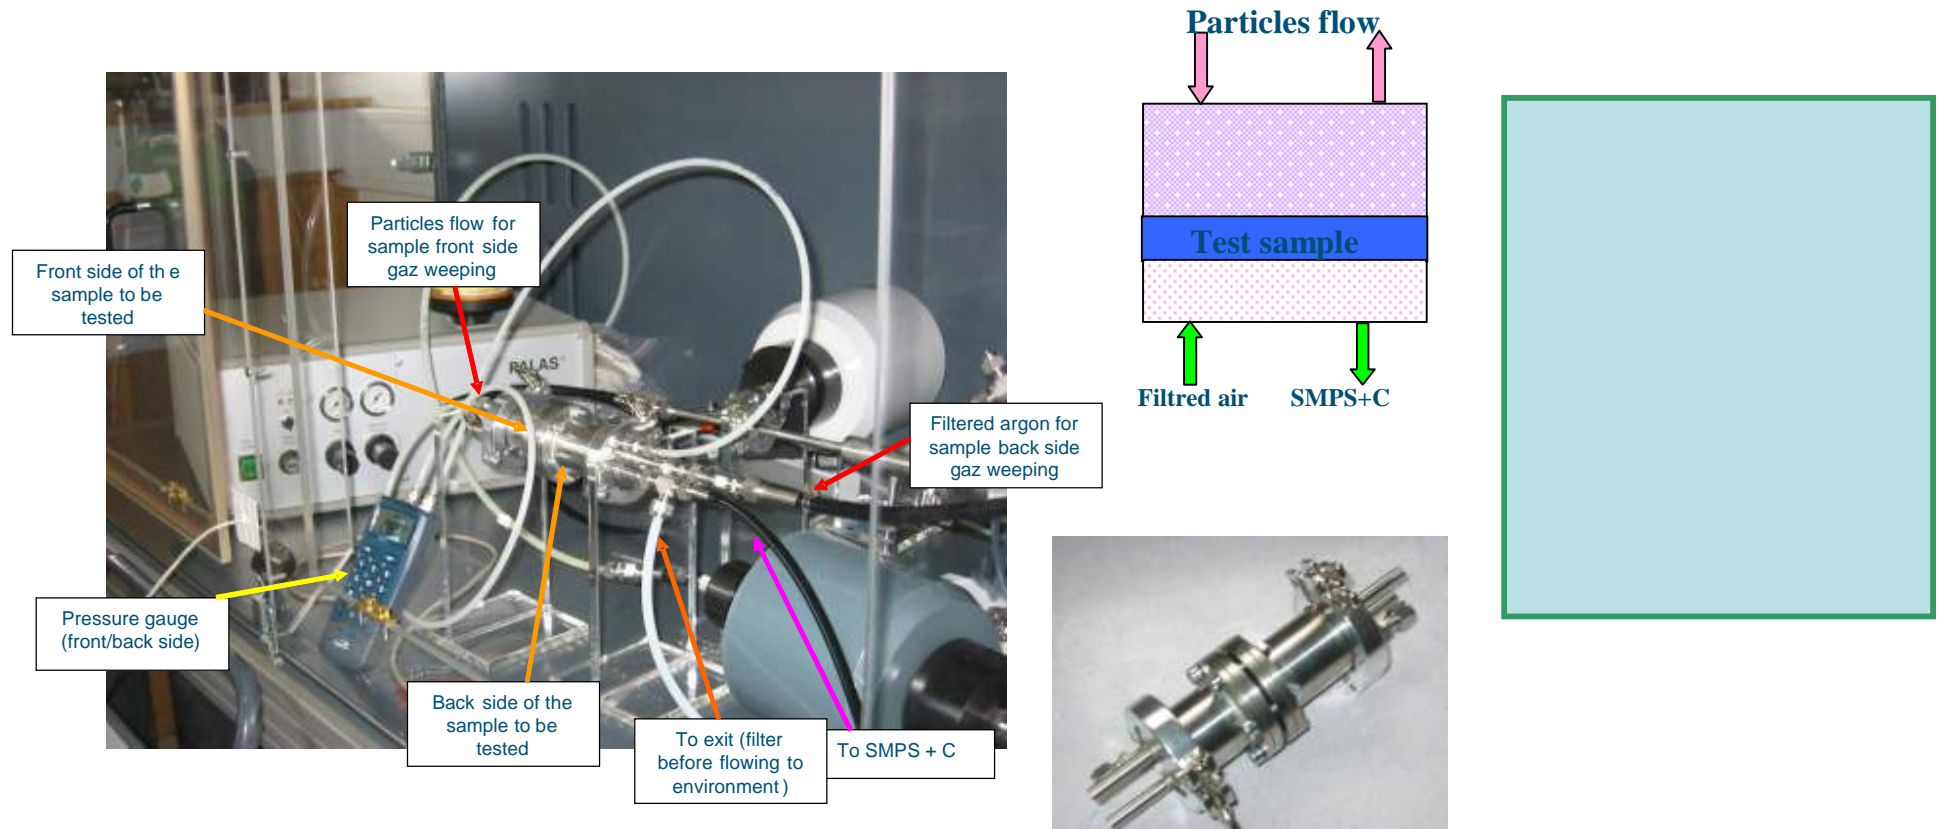 Particles flow
Particles flow for
sample front side
gaz weeping
Front side of th e
sample to be
tested
Test sample
PALAS
Filtred air
SMPS+C
Filtered argon for
sample back side
gaz weeping
Pressure gauge
(front/back side)
Back side of the
sample to be
tested
To exit (filter
before flowing to
environment )
To SMPS + C